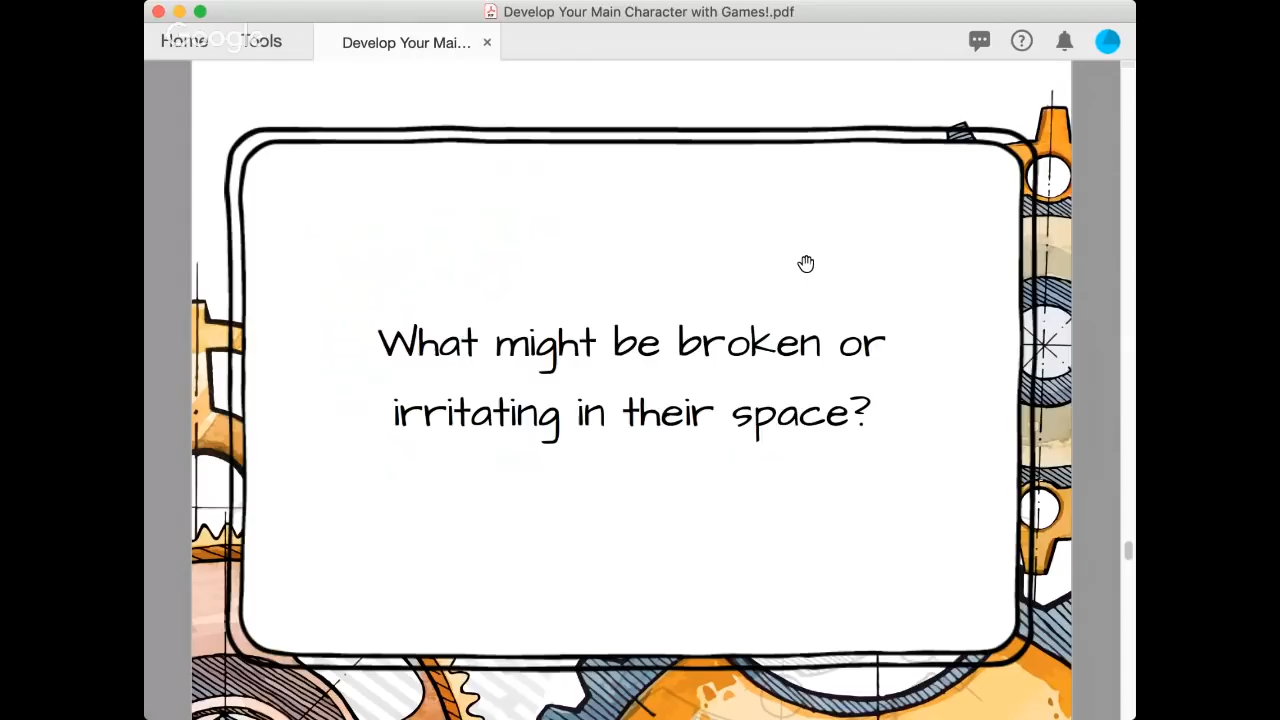 Develop Your Main Character with Games!.pdf
Google
Home Tools Develop Your Mai... ×
What might be broken or
irritating in their space?